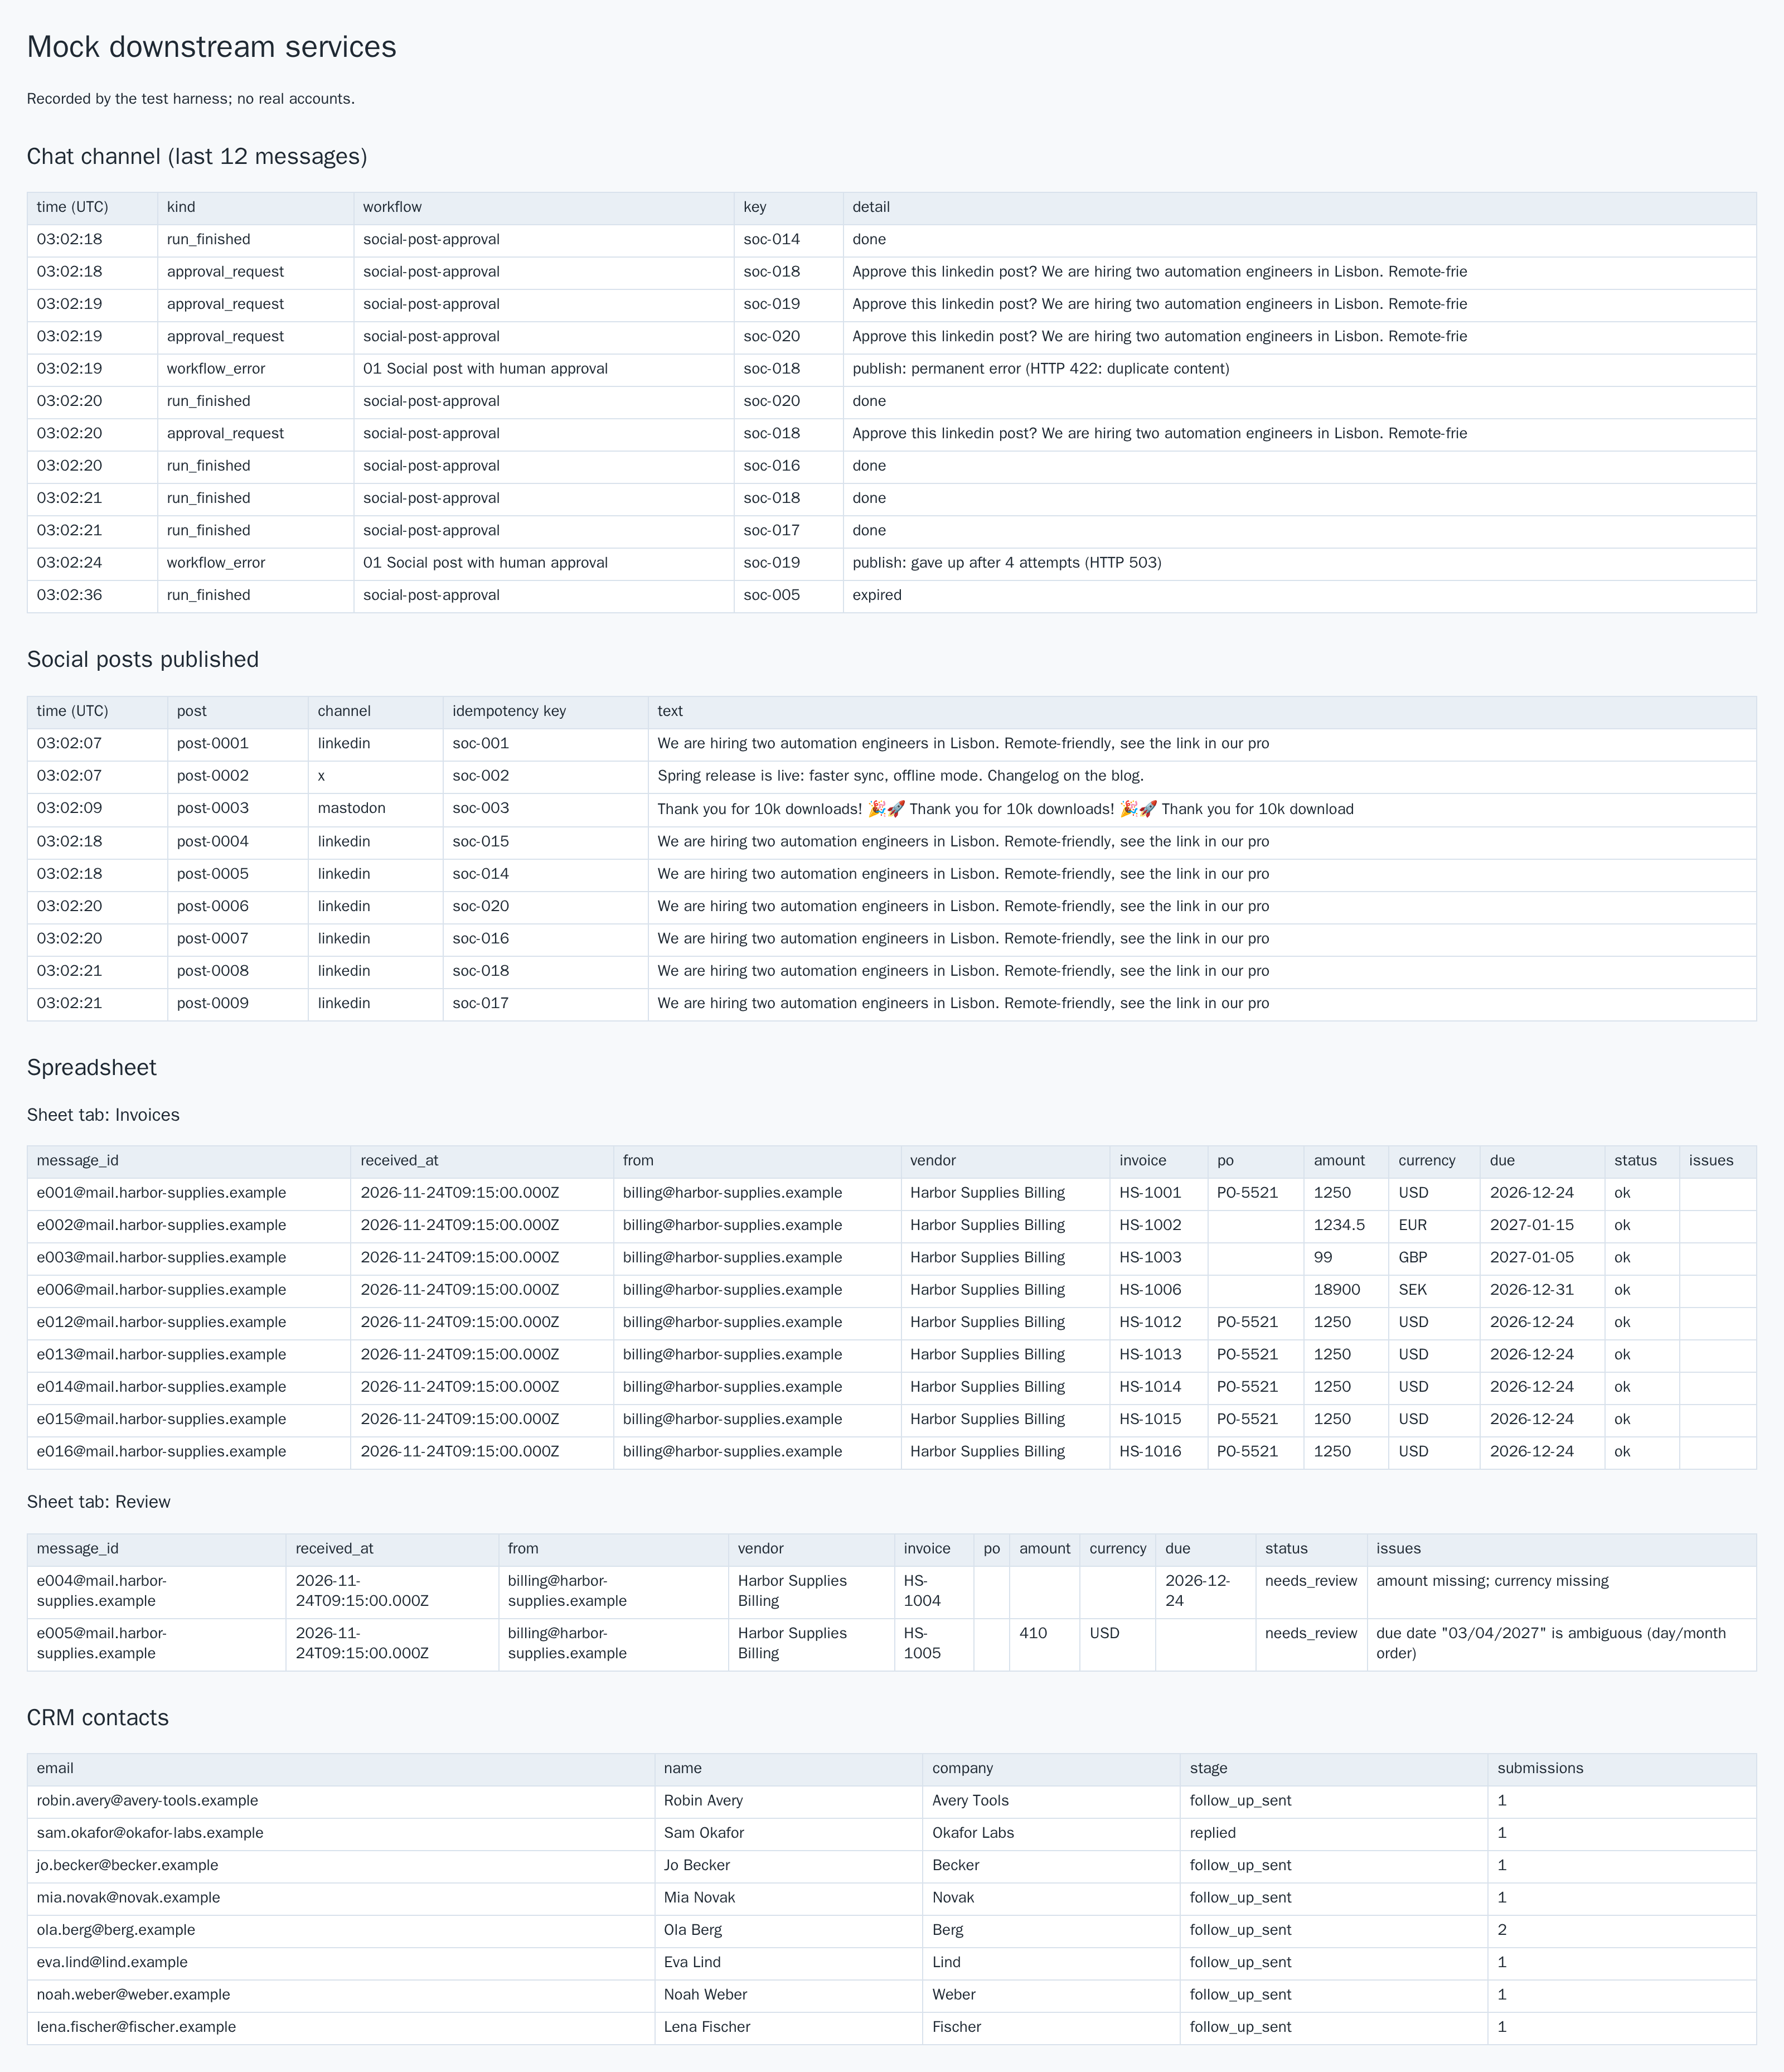 Mock downstream services
Recorded by the test harness; no real accounts.
Chat channel (last 12 messages)
time (UTC) kind workflow key detail
03:02:18 run_finished social-post-approval soc-014 done
03:02:18 approval_request social-post-approval soc-018 Approve this linkedin post? We are hiring two automation engineers in Lisbon. Remote-frie
03:02:19 approval_request social-post-approval soc-019 Approve this linkedin post? We are hiring two automation engineers in Lisbon. Remote-frie
03:02:19 approval_request social-post-approval soc-020 Approve this linkedin post? We are hiring two automation engineers in Lisbon. Remote-frie
03:02:19 workflow_error 01 Social post with human approval soc-018 publish: permanent error (HTTP 422: duplicate content)
03:02:20 run_finished social-post-approval soc-020 done
03:02:20 approval_request social-post-approval soc-018 Approve this linkedin post? We are hiring two automation engineers in Lisbon. Remote-frie
03:02:20 run_finished social-post-approval soc-016 done
03:02:21 run_finished social-post-approval soc-018 done
03:02:21 run_finished social-post-approval soc-017 done
03:02:24 workflow_error 01 Social post with human approval soc-019 publish: gave up after 4 attempts (HTTP 503)
03:02:36 run_finished social-post-approval soc-005 expired
Social posts published
time (UTC) post channel idempotency key text
03:02:07 post-0001 linkedin soc-001 We are hiring two automation engineers in Lisbon. Remote-friendly, see the link in our pro
03:02:07 post-0002 x soc-002 Spring release is live: faster sync, offline mode. Changelog on the blog.
03:02:09 post-0003 mastodon soc-003 Thank you for 10k downloads! 🎉🚀 Thank you for 10k downloads! 🎉🚀 Thank you for 10k download
03:02:18 post-0004 linkedin soc-015 We are hiring two automation engineers in Lisbon. Remote-friendly, see the link in our pro
03:02:18 post-0005 linkedin soc-014 We are hiring two automation engineers in Lisbon. Remote-friendly, see the link in our pro
03:02:20 post-0006 linkedin soc-020 We are hiring two automation engineers in Lisbon. Remote-friendly, see the link in our pro
03:02:20 post-0007 linkedin soc-016 We are hiring two automation engineers in Lisbon. Remote-friendly, see the link in our pro
03:02:21 post-0008 linkedin soc-018 We are hiring two automation engineers in Lisbon. Remote-friendly, see the link in our pro
03:02:21 post-0009 linkedin soc-017 We are hiring two automation engineers in Lisbon. Remote-friendly, see the link in our pro
Spreadsheet
Sheet tab: Invoices
message_id received_at from vendor invoice po amount currency due status issues
e001@mail.harbor-supplies.example 2026-11-24T09:15:00.000Z billing@harbor-supplies.example Harbor Supplies Billing HS-1001 PO-5521 1250 USD 2026-12-24 ok
e002@mail.harbor-supplies.example 2026-11-24T09:15:00.000Z billing@harbor-supplies.example Harbor Supplies Billing HS-1002 1234.5 EUR 2027-01-15 ok
e003@mail.harbor-supplies.example 2026-11-24T09:15:00.000Z billing@harbor-supplies.example Harbor Supplies Billing HS-1003 99 GBP 2027-01-05 ok
e006@mail.harbor-supplies.example 2026-11-24T09:15:00.000Z billing@harbor-supplies.example Harbor Supplies Billing HS-1006 18900 SEK 2026-12-31 ok
e012@mail.harbor-supplies.example 2026-11-24T09:15:00.000Z billing@harbor-supplies.example Harbor Supplies Billing HS-1012 PO-5521 1250 USD 2026-12-24 ok
e013@mail.harbor-supplies.example 2026-11-24T09:15:00.000Z billing@harbor-supplies.example Harbor Supplies Billing HS-1013 PO-5521 1250 USD 2026-12-24 ok
e014@mail.harbor-supplies.example 2026-11-24T09:15:00.000Z billing@harbor-supplies.example Harbor Supplies Billing HS-1014 PO-5521 1250 USD 2026-12-24 ok
e015@mail.harbor-supplies.example 2026-11-24T09:15:00.000Z billing@harbor-supplies.example Harbor Supplies Billing HS-1015 PO-5521 1250 USD 2026-12-24 ok
e016@mail.harbor-supplies.example 2026-11-24T09:15:00.000Z billing@harbor-supplies.example Harbor Supplies Billing HS-1016 PO-5521 1250 USD 2026-12-24 ok
Sheet tab: Review
message_id received_at from vendor invoice po amount currency due status issues
e004@mail.harbor- 2026-11- billing@harbor- Harbor Supplies HS- 2026-12- needs_review amount missing; currency missing
supplies.example 24T09:15:00.000Z supplies.example Billing 1004 24
e005@mail.harbor- 2026-11- billing@harbor- Harbor Supplies HS- 410 USD needs_review due date "03/04/2027" is ambiguous (day/month
supplies.example 24T09:15:00.000Z supplies.example Billing 1005 order)
CRM contacts
email name company stage submissions
robin.avery@avery-tools.example Robin Avery Avery Tools follow_up_sent 1
sam.okafor@okafor-labs.example Sam Okafor Okafor Labs replied 1
jo.becker@becker.example Jo Becker Becker follow_up_sent 1
mia.novak@novak.example Mia Novak Novak follow_up_sent 1
ola.berg@berg.example Ola Berg Berg follow_up_sent 2
eva.lind@lind.example Eva Lind Lind follow_up_sent 1
noah.weber@weber.example Noah Weber Weber follow_up_sent 1
lena.fischer@fischer.example Lena Fischer Fischer follow_up_sent 1